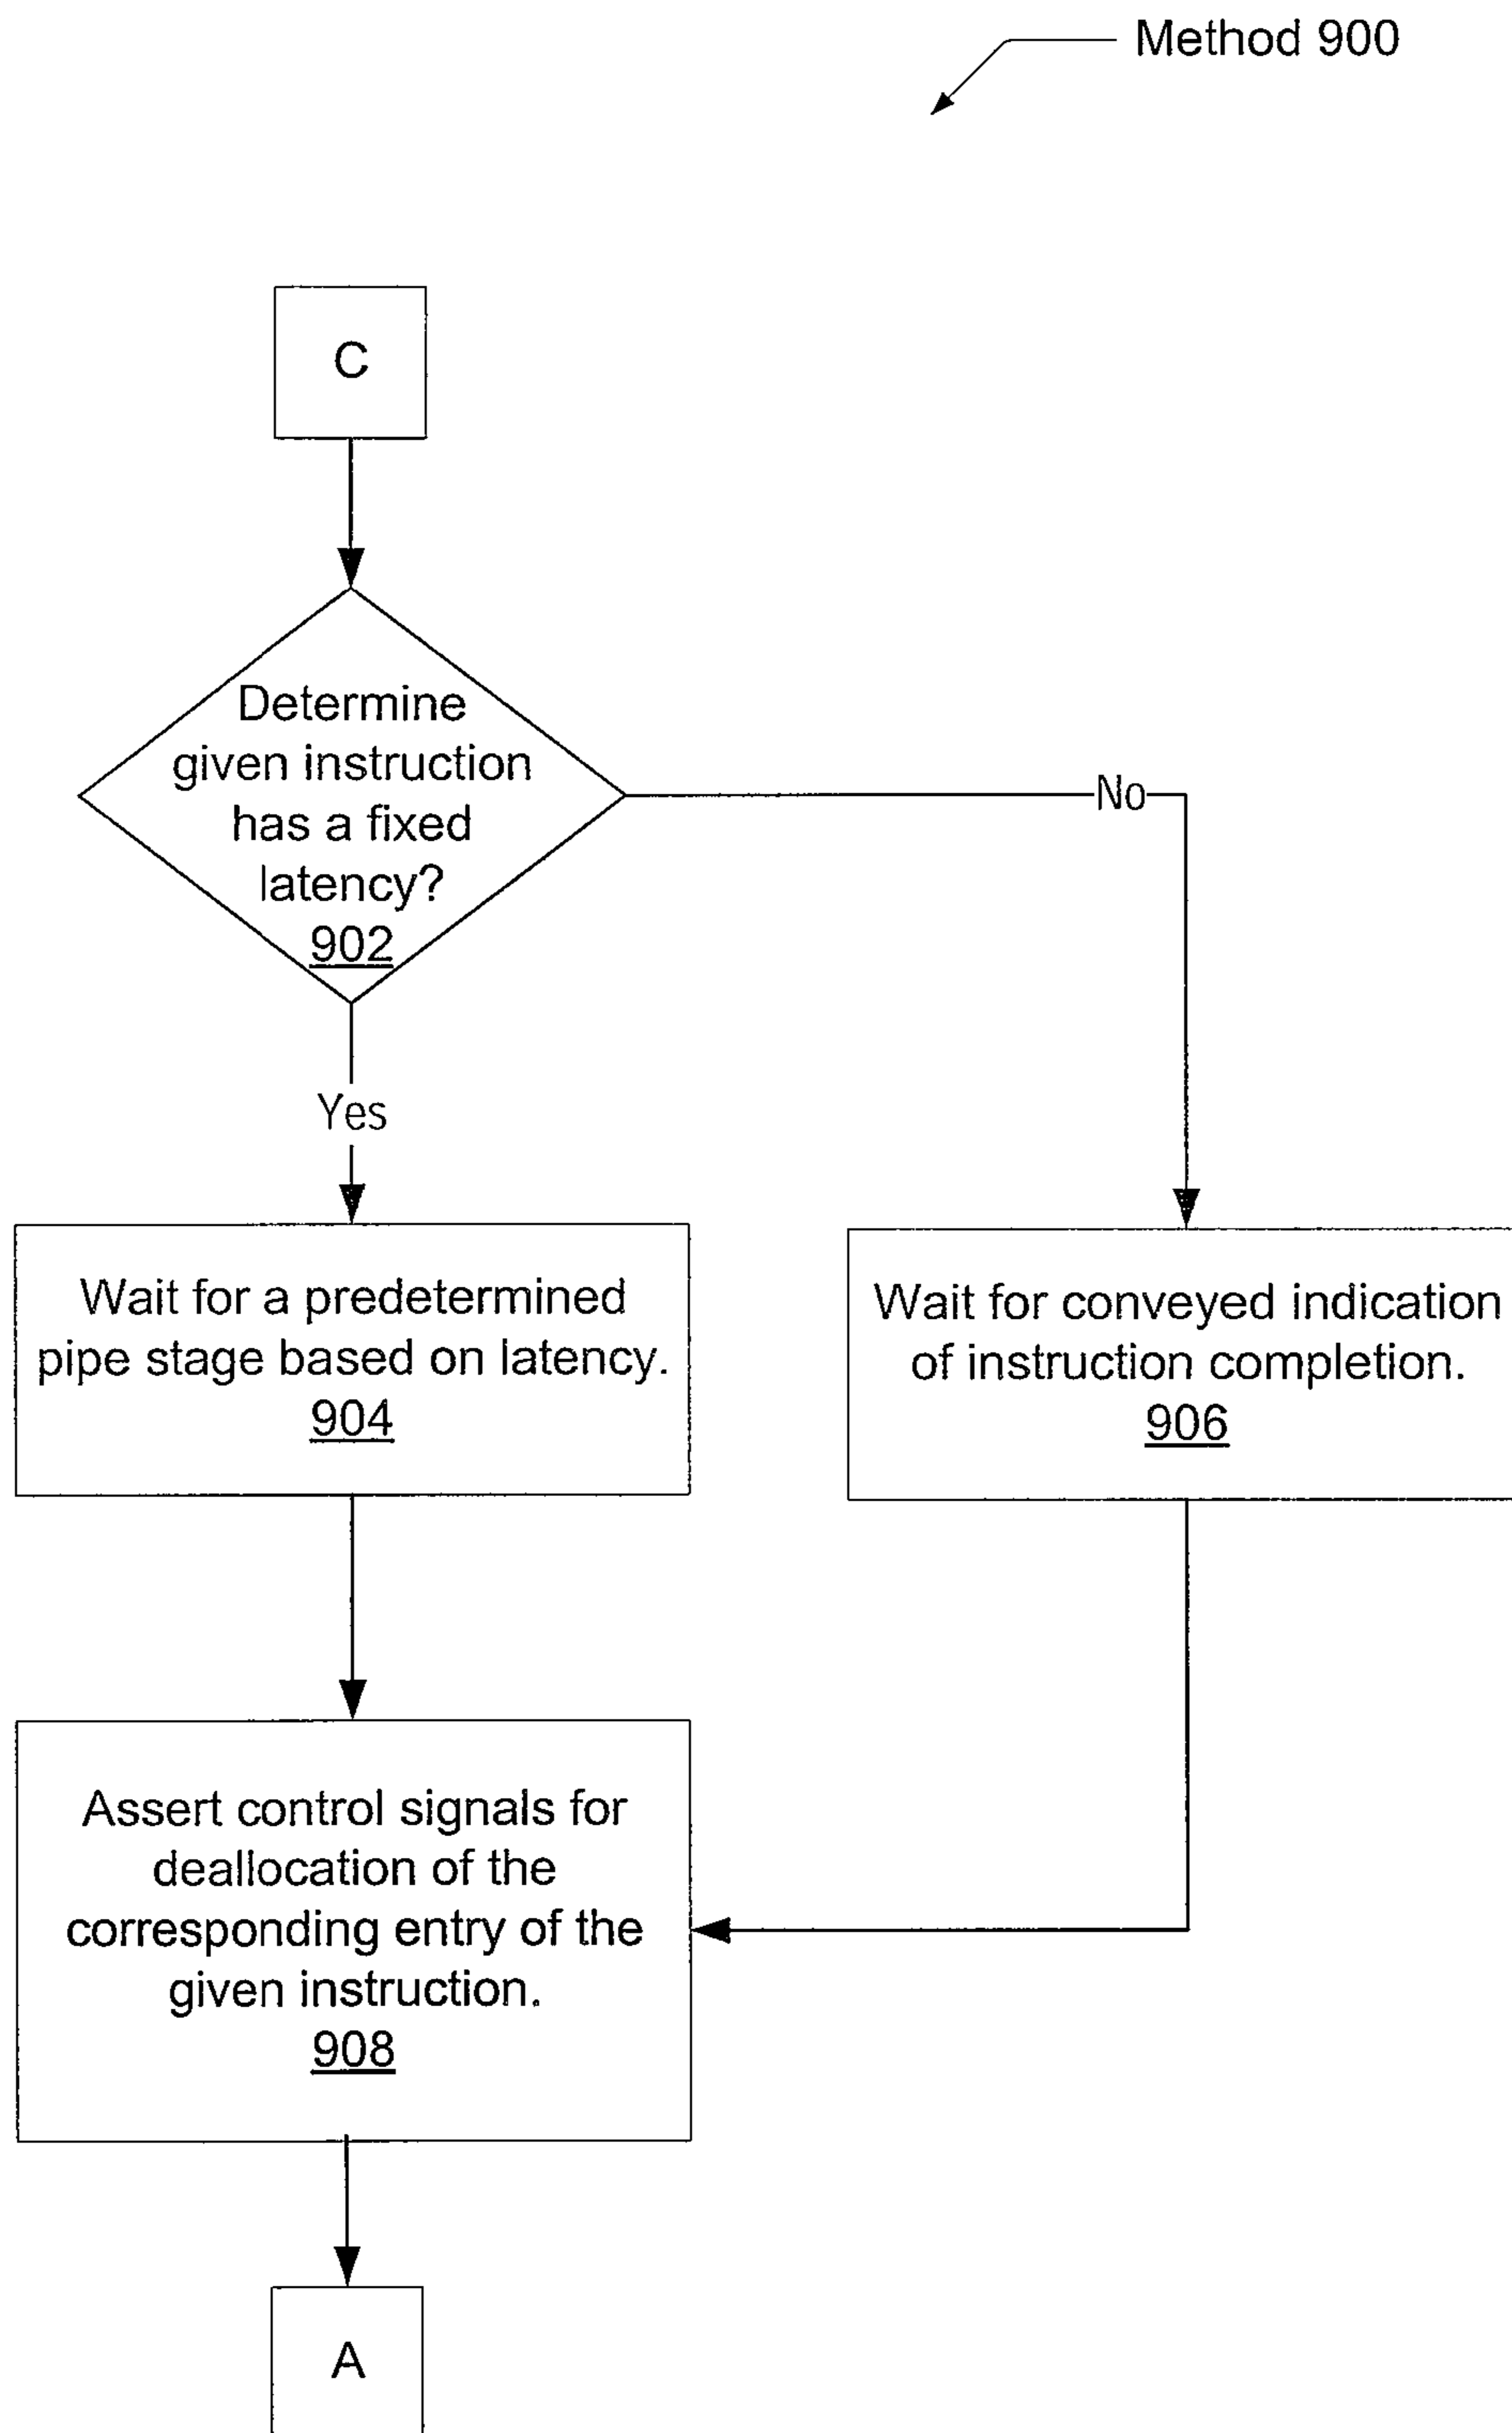 Method 900
C
Determine
given instruction
has a fixed
latency?
902
No
Yes
Wait for a predetermined
pipe stage based on latency.
904
Wait for conveyed indication
of instruction completion.
906
Assert control signals for
deallocation of the
corresponding entry of the
given instruction.
908
A